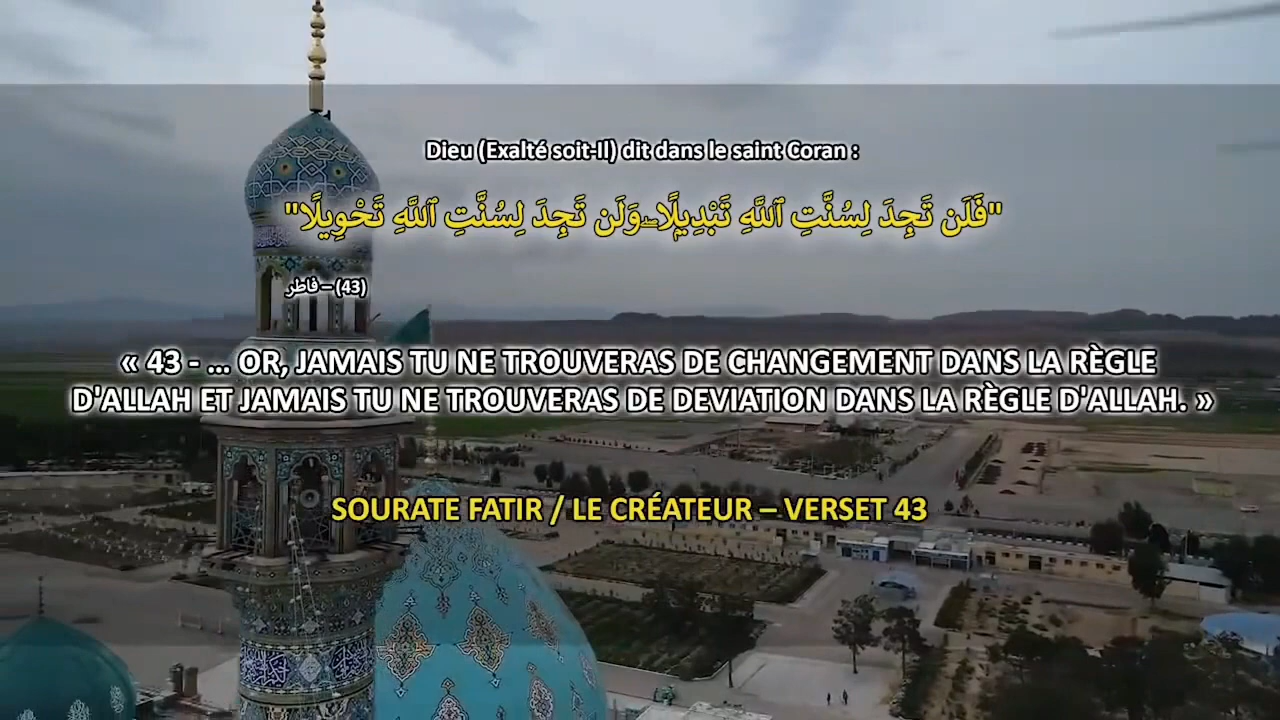 Dieu (Exalté soit-Il) dit dans le saint Coran :
"فَلَن تَجِدَ لِسُنَّتِ ٱللَّهِ تَبْدِيلًاۖ وَلَن تَجِدَ لِسُنَّتِ ٱللَّهِ تَحْوِيلًا"
(43) – فاطر
« 43 - ... OR, JAMAIS TU NE TROUVERAS DE CHANGEMENT DANS LA RÈGLE
D'ALLAH ET JAMAIS TU NE TROUVERAS DE DEVIATION DANS LA RÈGLE D'ALLAH. »
SOURATE FATIR / LE CRÉATEUR – VERSET 43